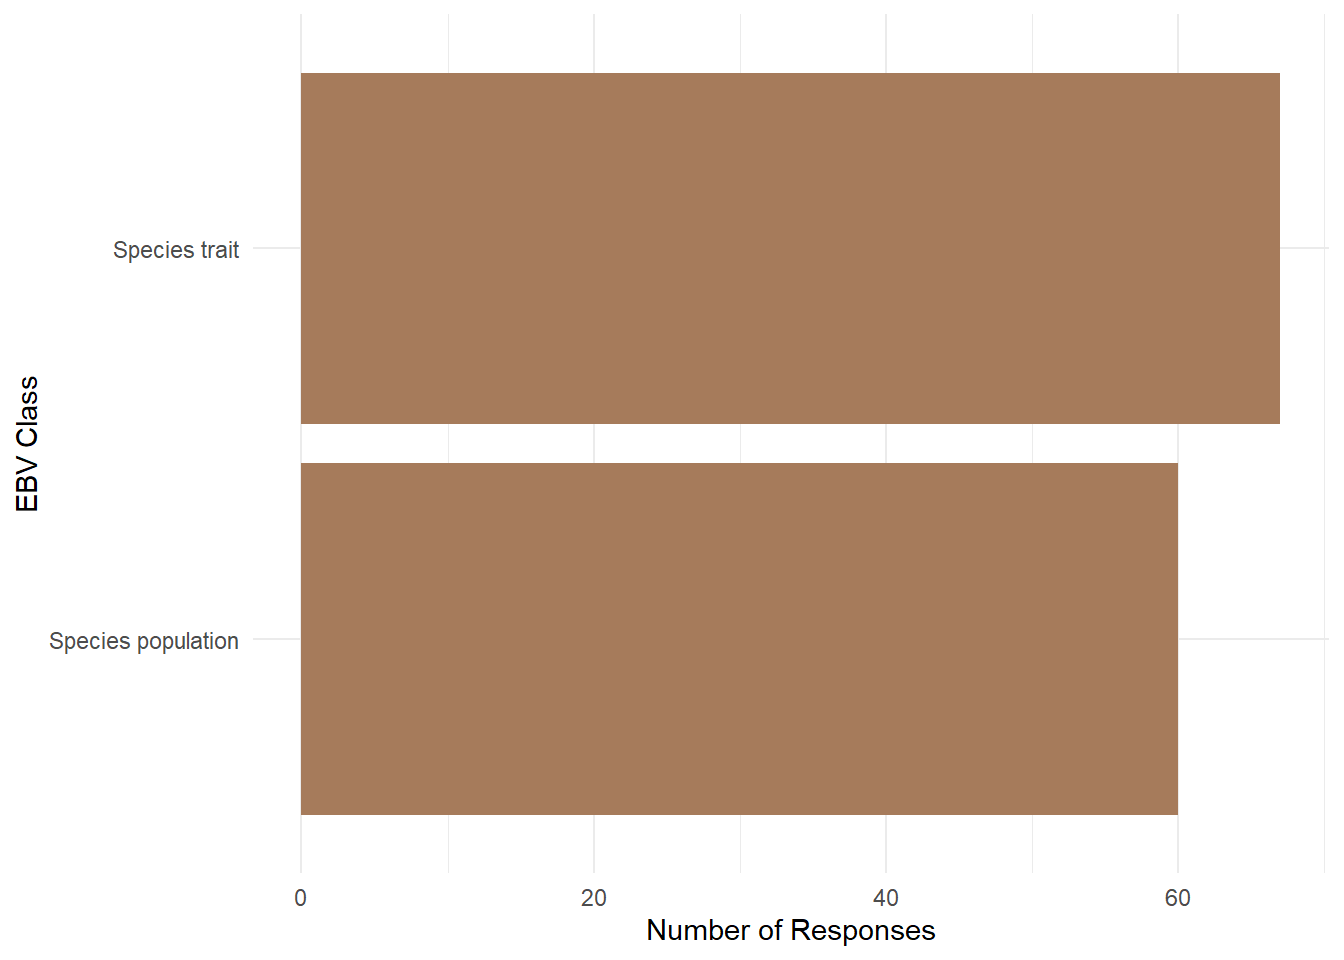 Species trait
EBV Class
Species population
0 20 40 60
Number of Responses